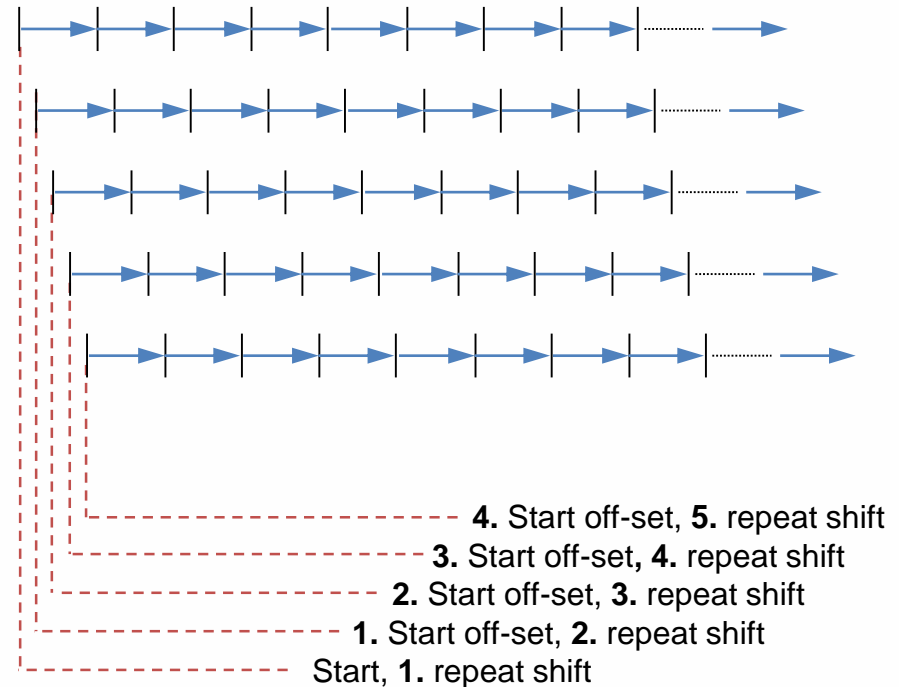 4. Start off-set, 5. repeat shift
3. Start off-set, 4. repeat shift
2. Start off-set, 3. repeat shift
1. Start off-set, 2. repeat shift
Start, 1. repeat shift